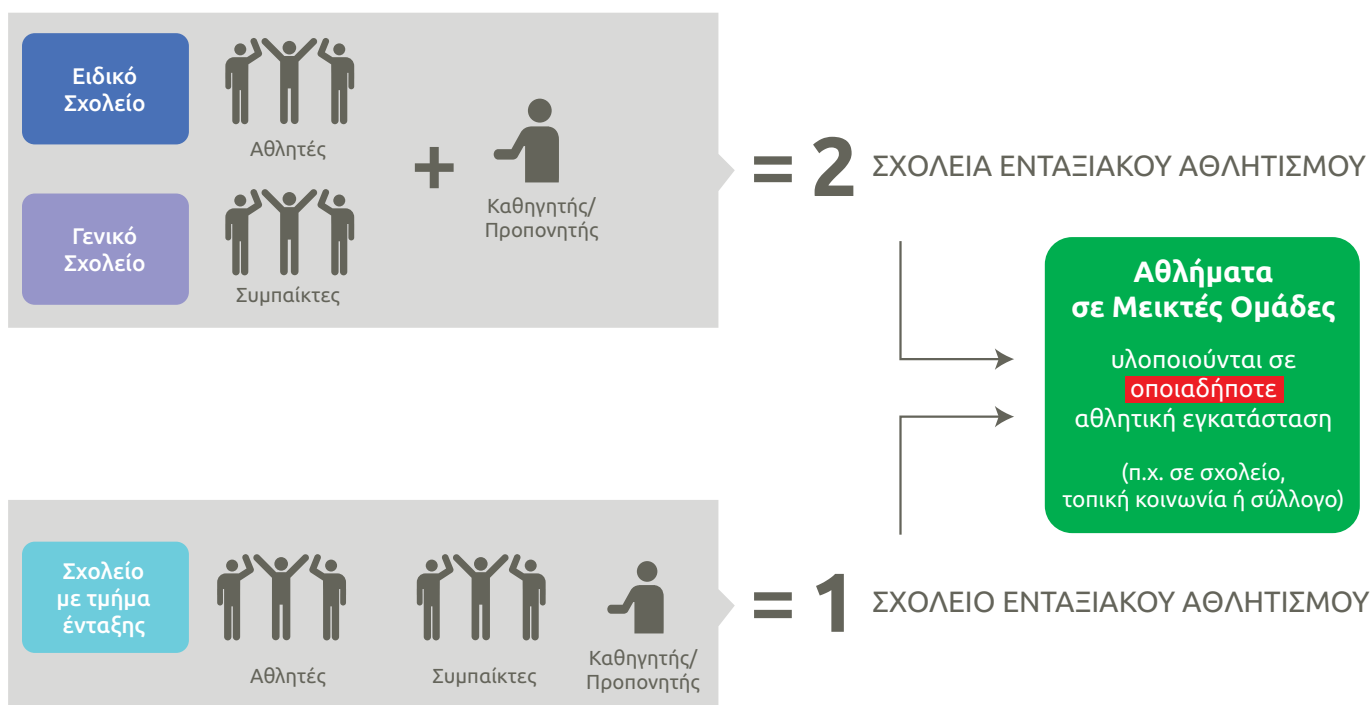 Ειδικό
Σχολείο
Αθλητές
Γενικό
Σχολείο
Συμπαίκτες
+
Καθηγητής/
Προπονητής
= 2 ΣΧΟΛΕΙΑ ΕΝΤΑΞΙΑΚΟΥ ΑΘΛΗΤΙΣΜΟΥ
Αθλήματα
σε Μεικτές Ομάδες
υλοποιούνται σε
οποιαδήποτε
αθλητική εγκατάσταση
(π.χ. σε σχολείο,
τοπική κοινωνία ή σύλλογο)
Σχολείο
με τμήμα
ένταξης
Αθλητές
Συμπαίκτες
Καθηγητής/
Προπονητής
= 1 ΣΧΟΛΕΙΟ ΕΝΤΑΞΙΑΚΟΥ ΑΘΛΗΤΙΣΜΟΥ